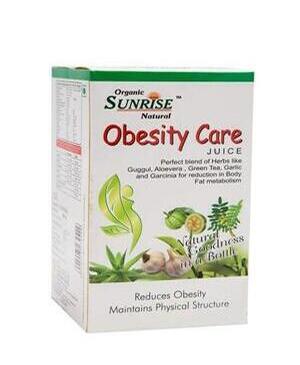 Organic
SUNRISE™
Natural
Obesity Care
JUICE
Perfect blend of Herbs like
Guggul, Aloevera , Green Tea, Garlic
and Garcinia for reduction in Body
Fat metabolism
Natural
Goodness
in a Bottle
Reduces Obesity
Maintains Physical Structure